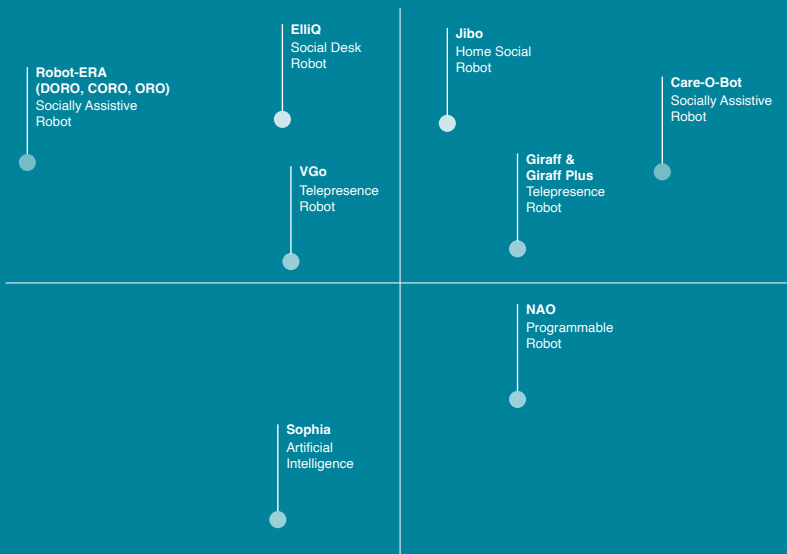 Robot-ERA
(DORO, CORO, ORO)
Socially Assistive
Robot
ElliQ
Social Desk
Robot
VGo
Telepresence
Robot
Jibo
Home Social
Robot
Care-O-Bot
Socially Assistive
Robot
Giraff &
Giraff Plus
Telepresence
Robot
Sophia
Artificial
Intelligence
NAO
Programmable
Robot